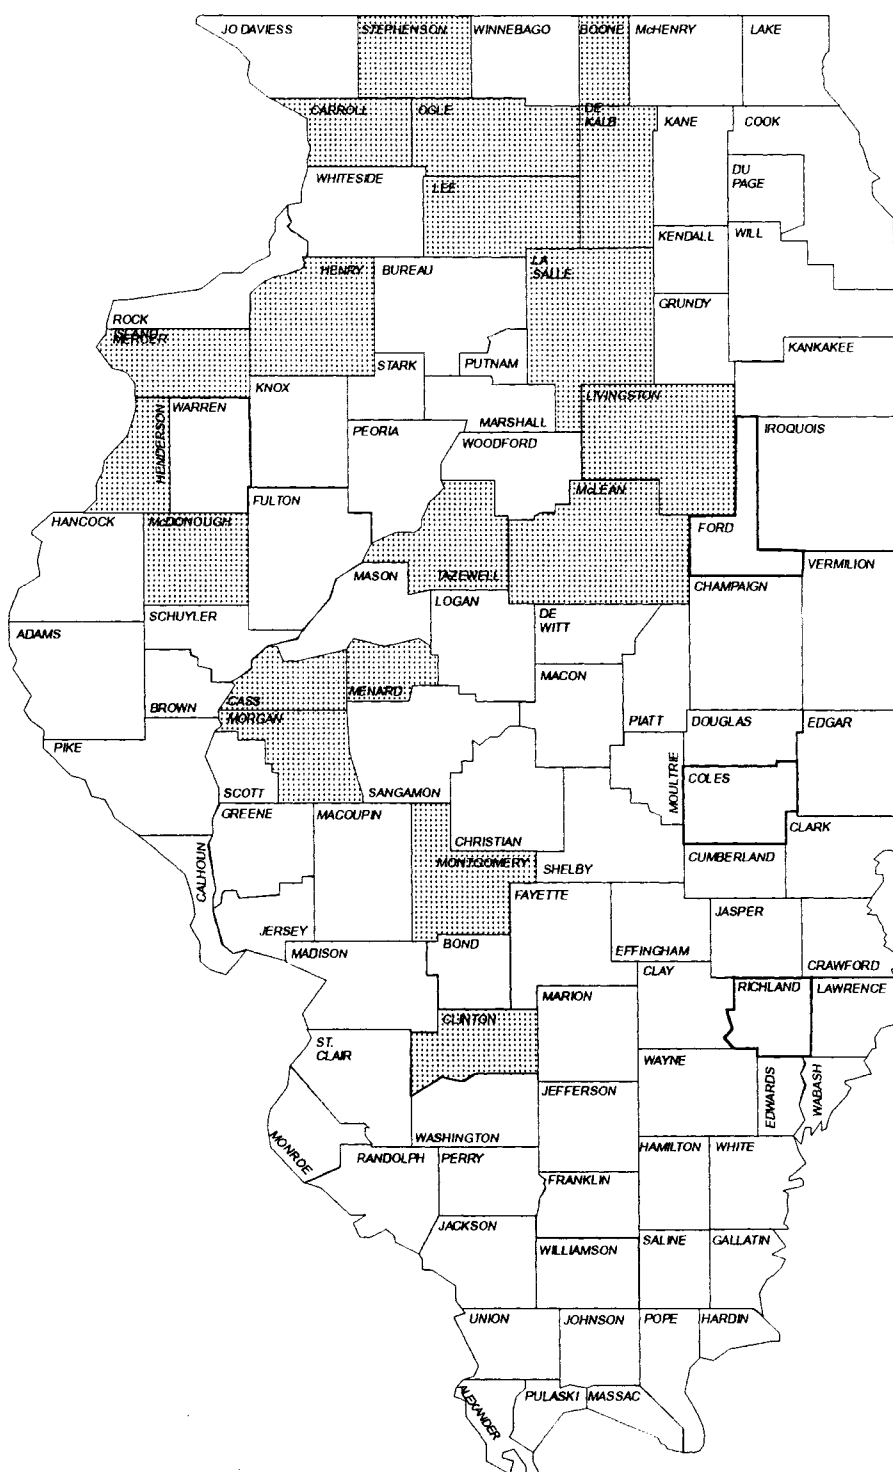 JO DAVIESS
STEPHENSON
WINNEBAGO
BOONE
McHENRY
LAKE
CARROLL
OGLE
DE
KALB
KANE
COOK
DU
PAGE
WHITESIDE
LEE
KENDALL
WILL
HENRY
BUREAU
LA
SALLE
GRUNDY
ROCK
ISLAND
MERCER
KANKAKEE
STARK
PUTNAM
KNOX
WARREN
HENDERSON
LIVINGSTON
MARSHALL
PEORIA
WOODFORD
IROQUOIS
McLEAN
FULTON
HANCOCK
McDONOUGH
FORD
VERMILION
MASON
TAZEWELL
CHAMPAIGN
LOGAN
DE
WITT
SCHUYLER
ADAMS
MACON
MENARD
CASS
BROWN
MORGAN
PIATT
DOUGLAS
EDGAR
PIKE
MOULTRIE
COLES
SCOTT
SANGAMON
GREENE
MACOUPIN
CLARK
CHRISTIAN
CALHOUN
MONTGOMERY
SHELBY
CUMBERLAND
FAYETTE
JASPER
JERSEY
BOND
MADISON
EFFINGHAM
CLAY
CRAWFORD
RICHLAND
LAWRENCE
MARION
CLINTON
ST.
CLAIR
WAYNE
EDWARDS
WABASH
JEFFERSON
MONROE
WASHINGTON
RANDOLPH
PERRY
HAMILTON
WHITE
FRANKLIN
JACKSON
WILLIAMSON
SALINE
GALLATIN
UNION
JOHNSON
POPE
HARDIN
ALEXANDER
PULASKI
MASSAC